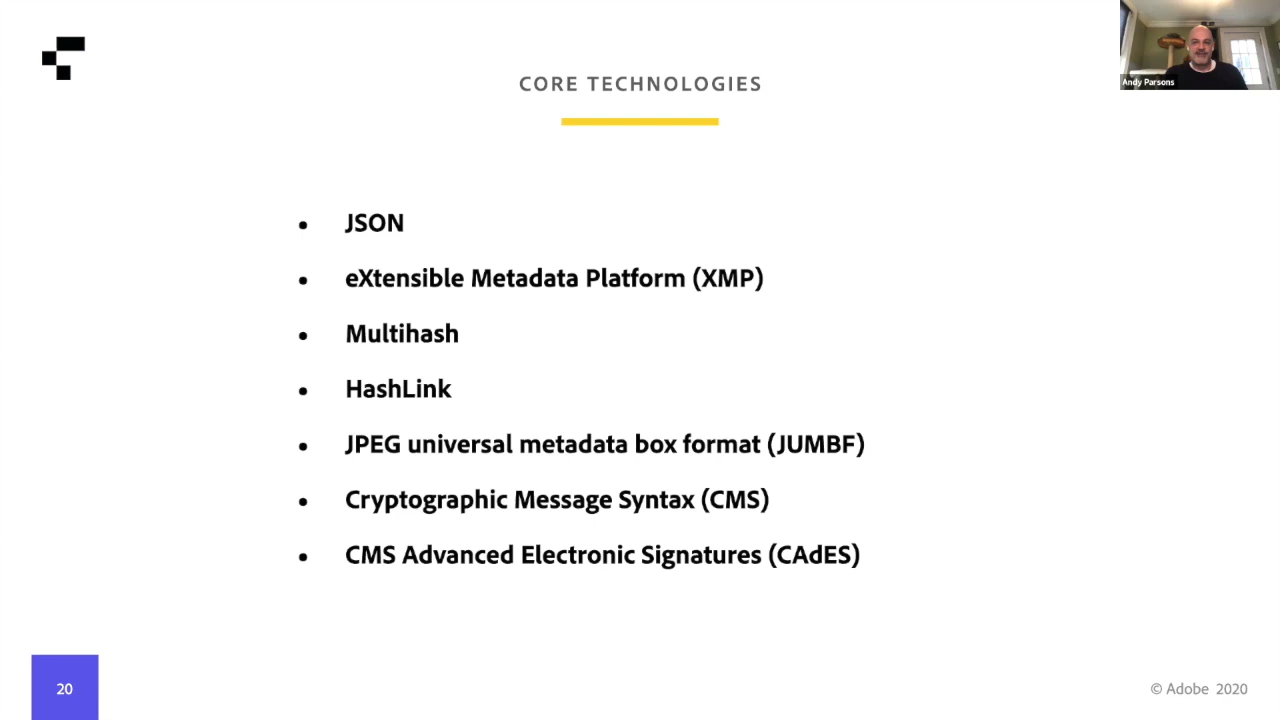 CORE TECHNOLOGIES
Andy Parsons
• JSON
• eXtensible Metadata Platform (XMP)
• Multihash
• HashLink
• JPEG universal metadata box format (JUMBF)
• Cryptographic Message Syntax (CMS)
• CMS Advanced Electronic Signatures (CAdES)
20
© Adobe 2020